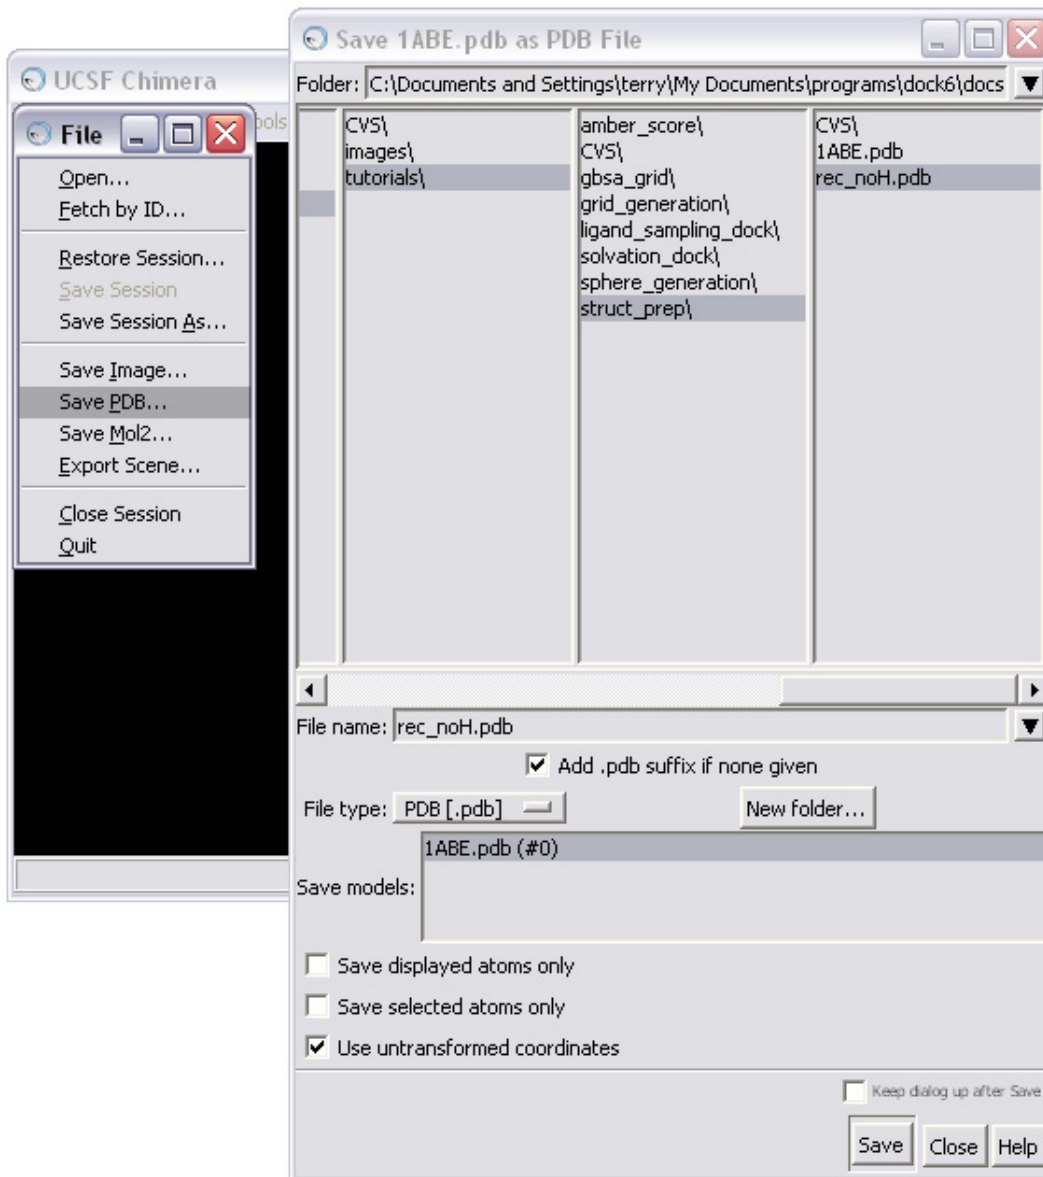 UCSF Chimera
ools
File
Open...
Fetch by ID...
Restore Session...
Save Session
Save Session As...
Save Image...
Save PDB...
Save Mol2...
Export Scene...
Close Session
Quit
Save 1ABE.pdb as PDB File
Folder: C:\Documents and Settings\terry\My Documents\programs\dock6\docs
CVS\
images\
tutorials\
amber_score\
CVS\
gbsa_grid\
grid_generation\
ligand_sampling_dock\
solvation_dock\
sphere_generation\
struct_prep\
CVS\
1ABE.pdb
rec_noH.pdb
File name: rec_noH.pdb
Add .pdb suffix if none given
File type: PDB [.pdb] New folder...
1ABE.pdb (#0)
Save models:
Save displayed atoms only
Save selected atoms only
Use untransformed coordinates
Keep dialog up after Save
Save Close Help